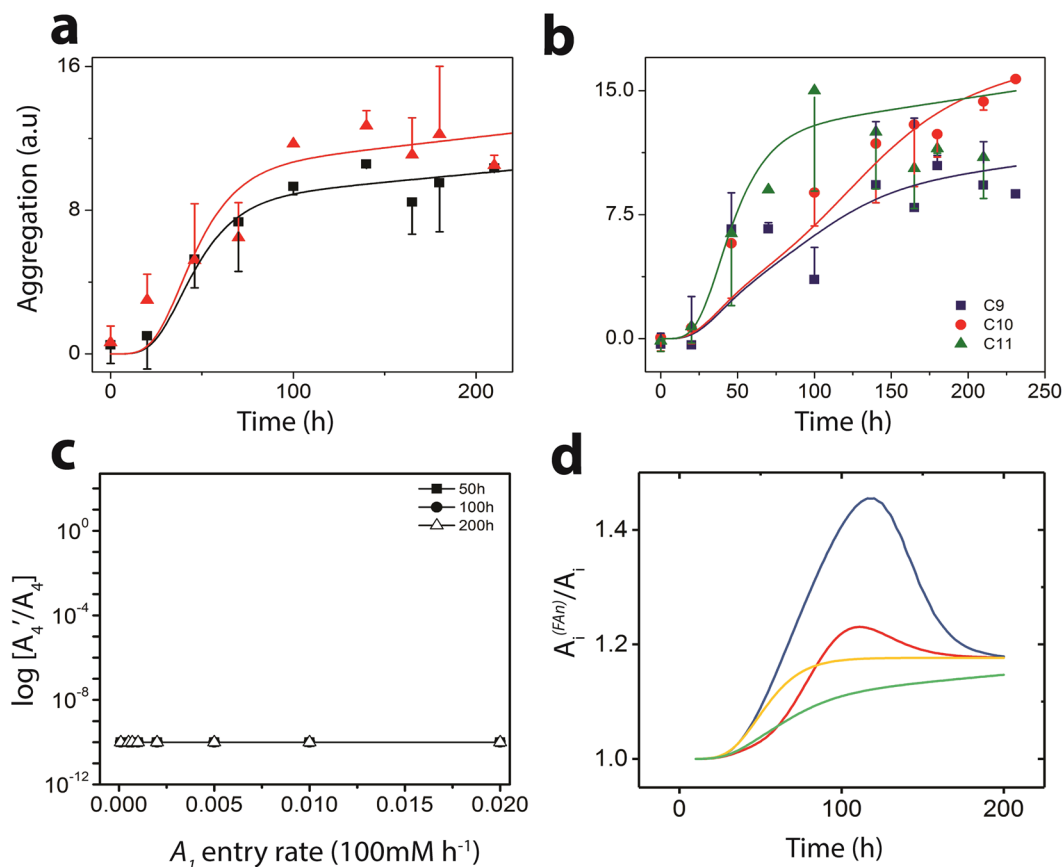 a
16
8
0
Aggregation (a.u)
0
100
200
Time (h)
b
15.0
7.5
0.0
C9
C10
C11
0
50
100
150
200
250
Time (h)
c
50h
100h
200h
10^0
10^-4
10^-8
10^-12
log [A_4'/A_4]
0.000
0.005
0.010
0.015
0.020
A_1 entry rate (100mM h^-1)
d
1.4
1.2
1.0
A_i^(FAn)/A_i
0
100
200
Time (h)